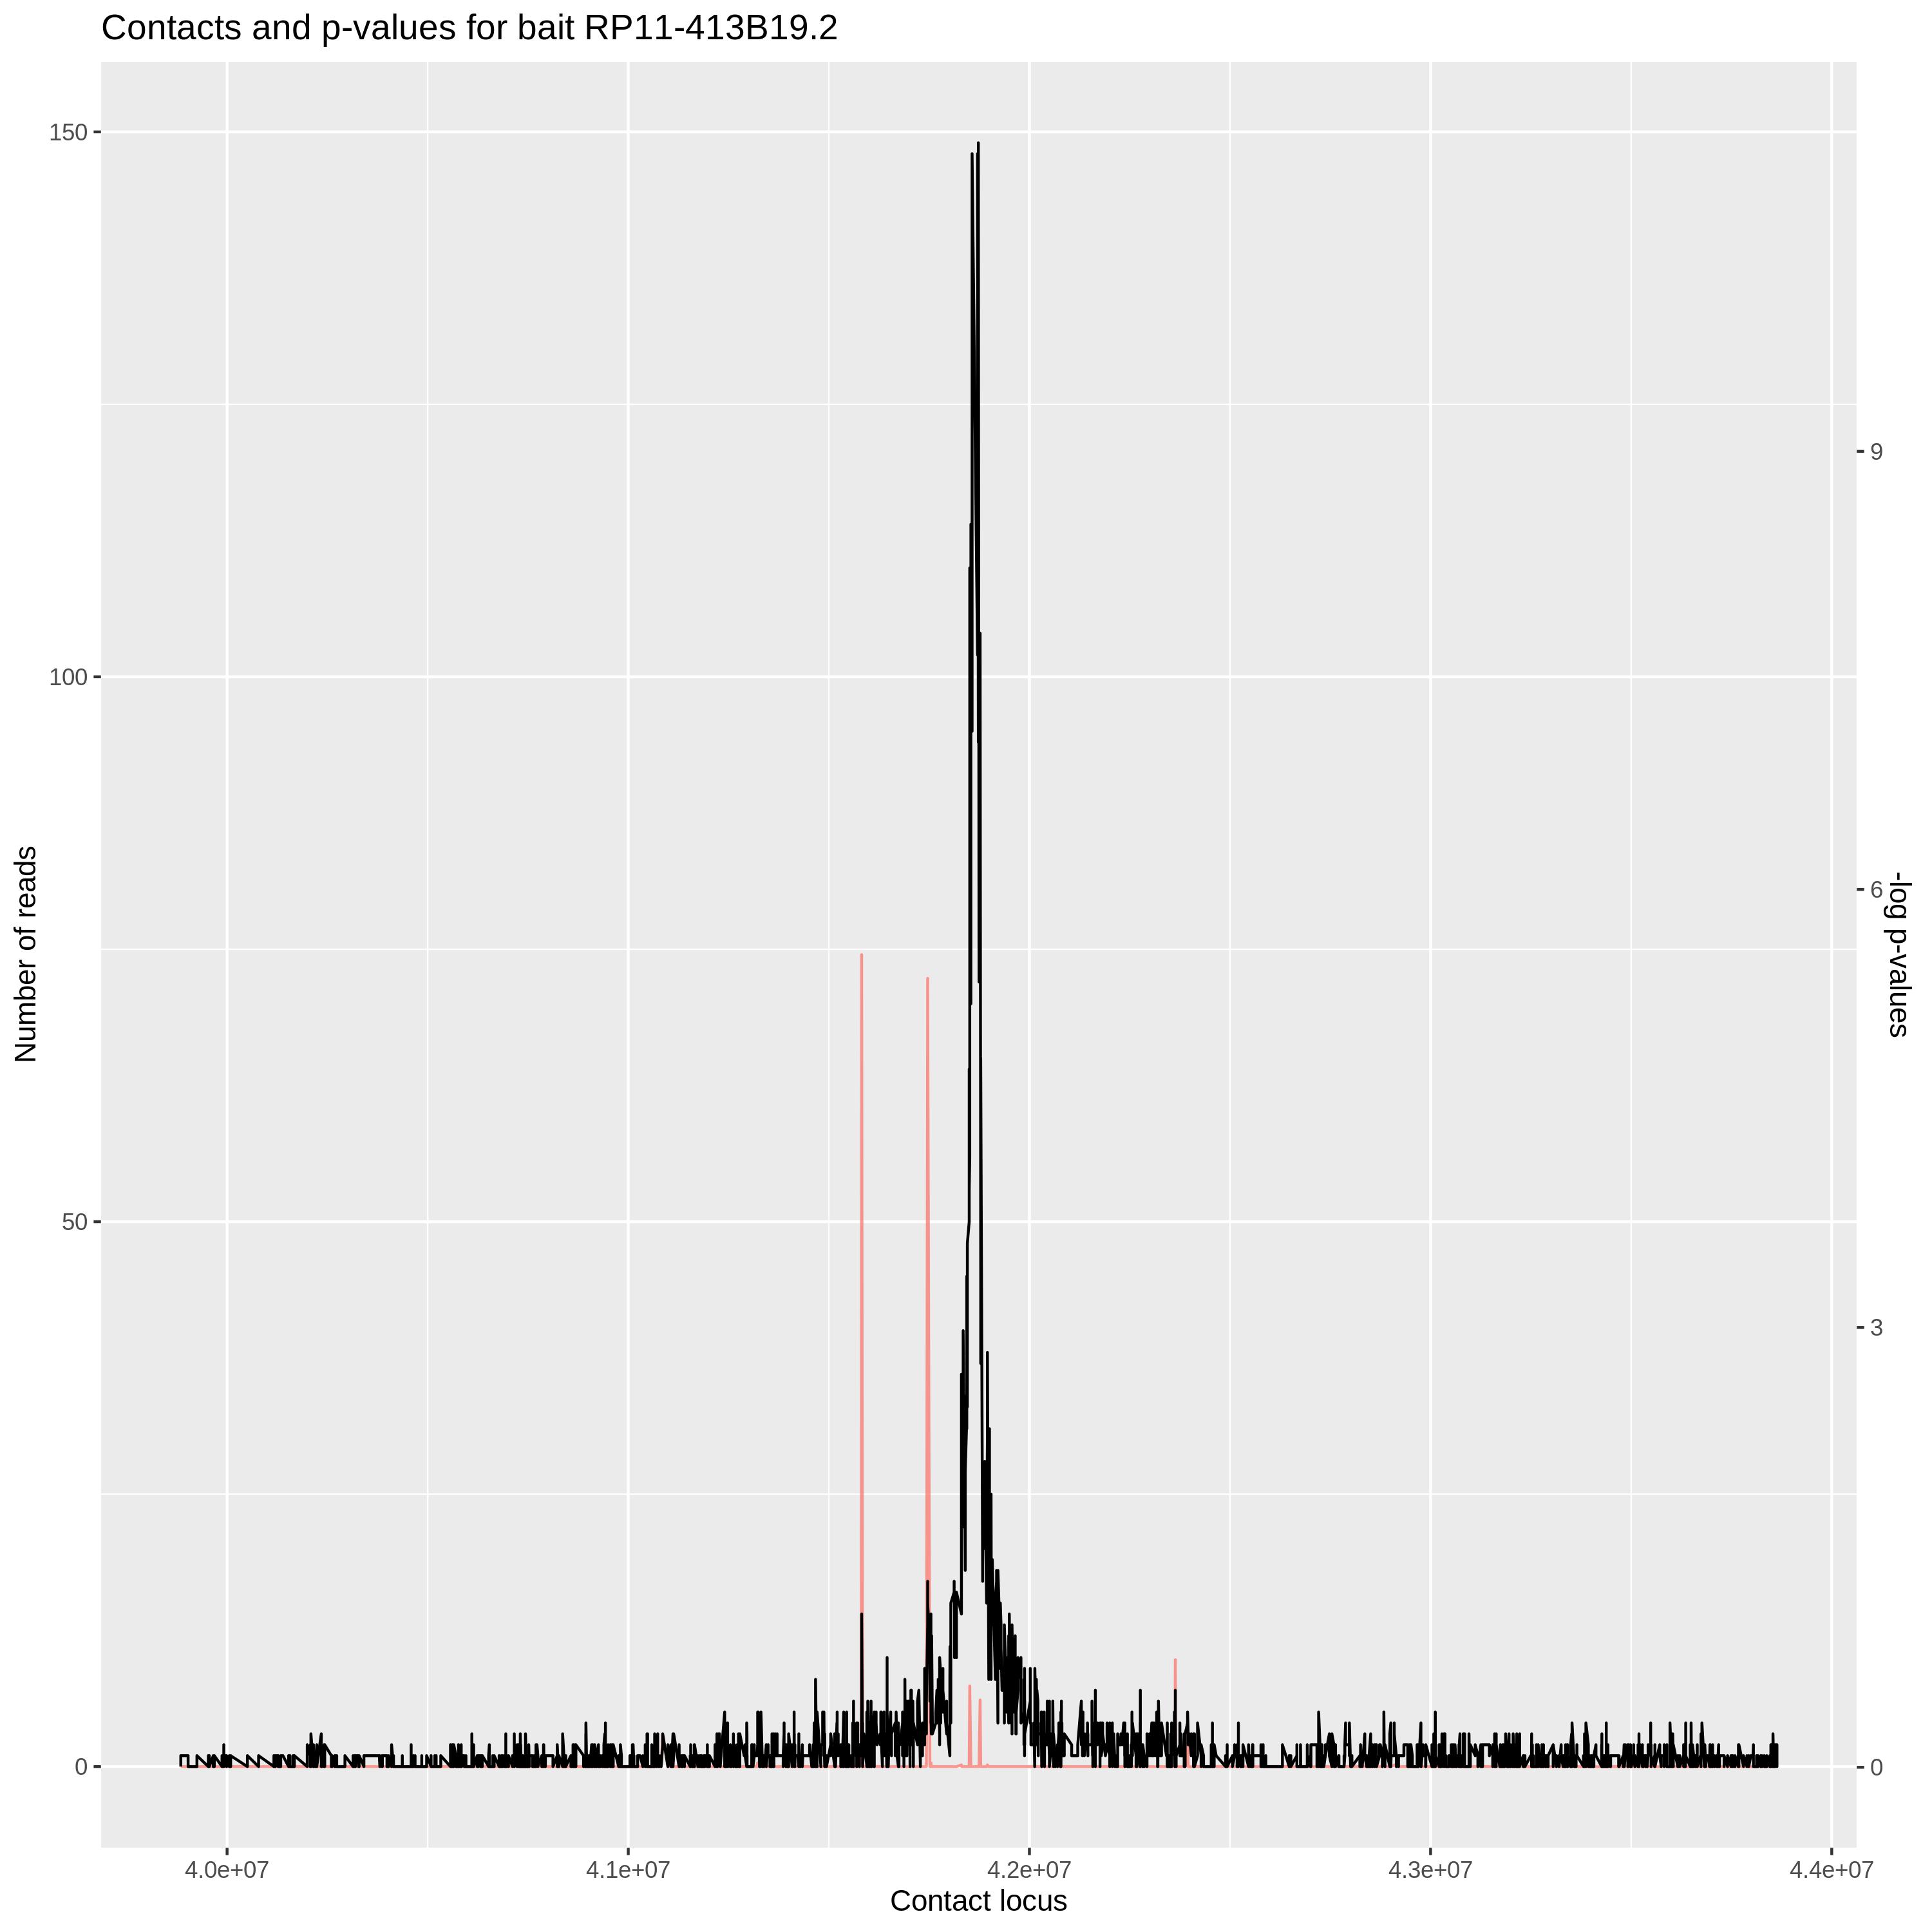 Contacts and p-values for bait RP11-413B19.2
150
100
50
0
Number of reads
9
6
3
0
-log p-values
4.0e+07
4.1e+07
4.2e+07
4.3e+07
4.4e+07
Contact locus